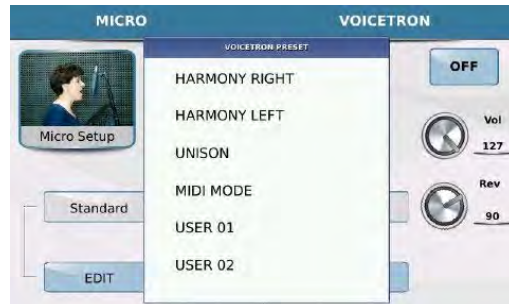 MICRO VOICETRON
VOICETRON PRESET
OFF
HARMONY RIGHT
HARMONY LEFT
Vol
127
Micro Setup
UNISON
MIDI MODE
Rev
90
Standard
USER 01
USER 02
EDIT